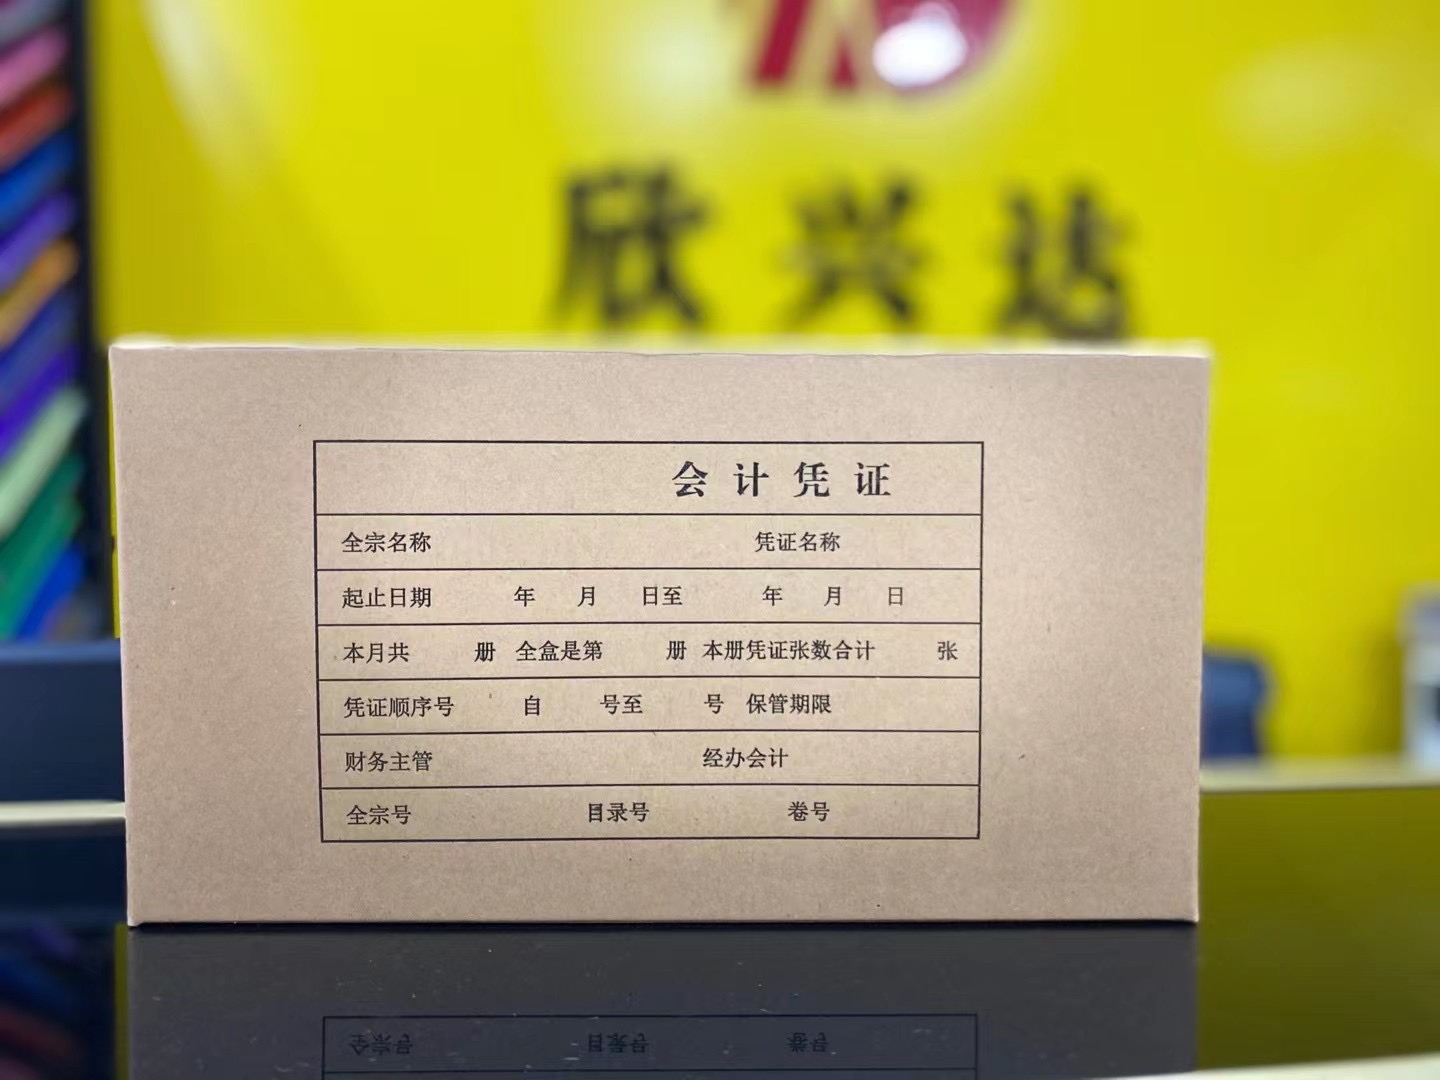 欣兴达
会计凭证
全宗名称 凭证名称
起止日期 年 月 日至 年 月 日
本月共 册 全盒是第 册 本册凭证张数合计 张
凭证顺序号 自 号至 号 保管期限
财务主管 经办会计
全宗号 目录号 卷号